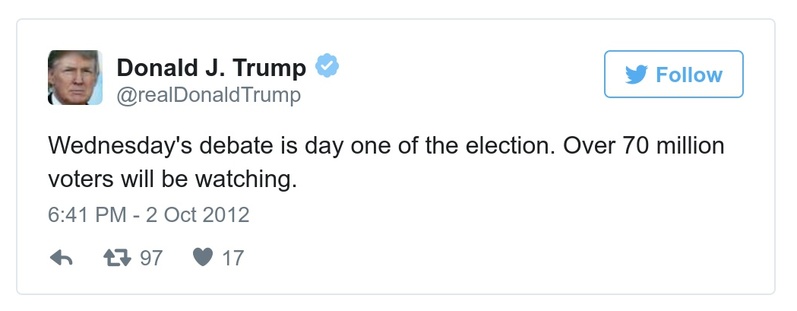 Donald J. Trump
@realDonaldTrump
Follow
Wednesday's debate is day one of the election. Over 70 million
voters will be watching.
6:41 PM - 2 Oct 2012
97 17